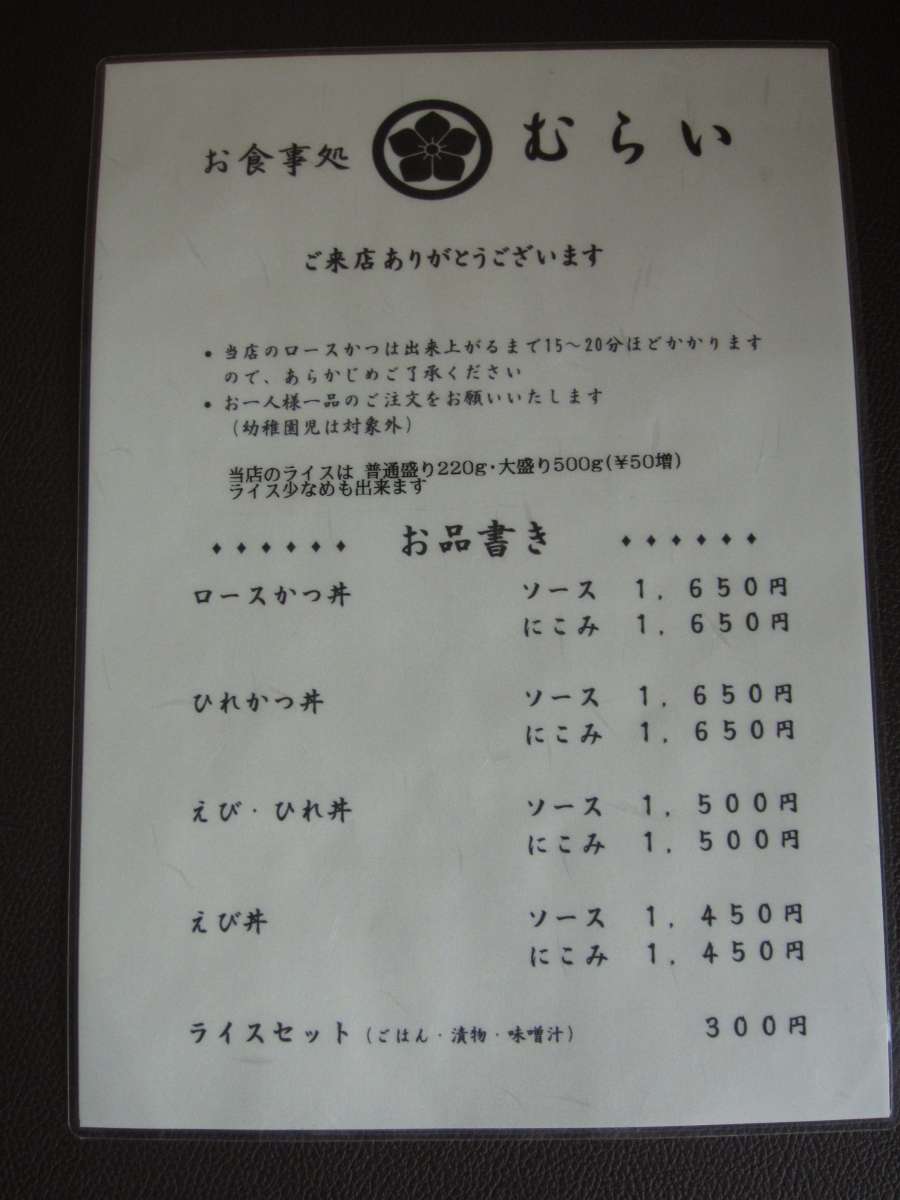 お食事処 むらい
ご来店ありがとうございます
• 当店のロースかつは出来上がるまで15〜20分ほどかかります
ので、あらかじめご了承ください
• お一人様一品のご注文をお願いいたします
（幼稚園児は対象外）
当店のライスは 普通盛り220g・大盛り500g(¥50増)
ライス少なめも出来ます
♦♦♦♦♦♦ お品書き ♦♦♦♦♦♦
ロースかつ丼 ソース 1，650円
にこみ 1，650円
ひれかつ丼 ソース 1，650円
にこみ 1，650円
えび・ひれ丼 ソース 1，500円
にこみ 1，500円
えび丼 ソース 1，450円
にこみ 1，450円
ライスセット（ごはん・漬物・味噌汁） 300円